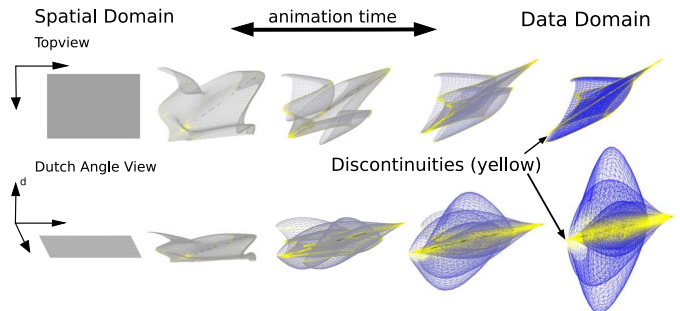 Spatial Domain
animation time
Data Domain
Topview
Discontinuities (yellow)
Dutch Angle View
d